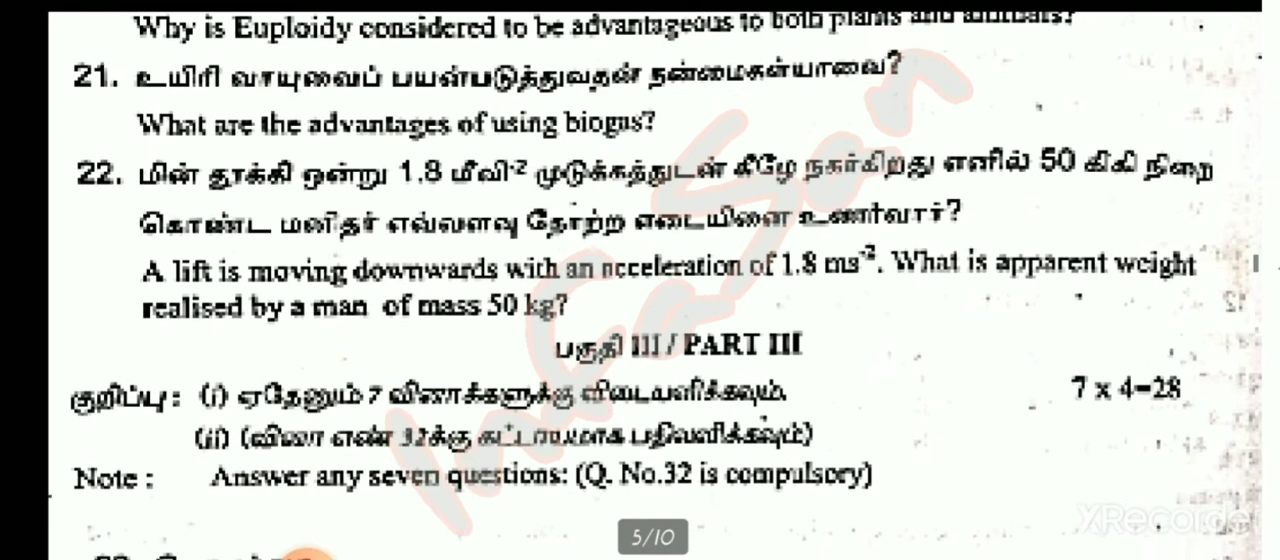 Why is Euploidy considered to be advantageous to both plants and animals?
21. உயிரி வாயுவைப் பயன்படுத்துவதன் நன்மைகள்யாவை?
What are the advantages of using biogas?
22. மின் தூக்கி ஒன்று 1.8 மீவி⁻² முடுக்கத்துடன் கீழே நகர்கிறது எனில் 50 கிகி நிறை
கொண்ட மனிதர் எவ்வளவு தோற்ற எடையினை உணர்வார்?
A lift is moving downwards with an acceleration of 1.8 ms⁻². What is apparent weight
realised by a man of mass 50 kg?
பகுதி III / PART III
குறிப்பு : (i) ஏதேனும் 7 வினாக்களுக்கு விடையளிக்கவும். 7 x 4=28
(ii) (வினா எண் 32க்கு கட்டாயமாக பதிலளிக்கவும்)
Note : Answer any seven questions: (Q. No.32 is compulsory)
5/10
XRecorder